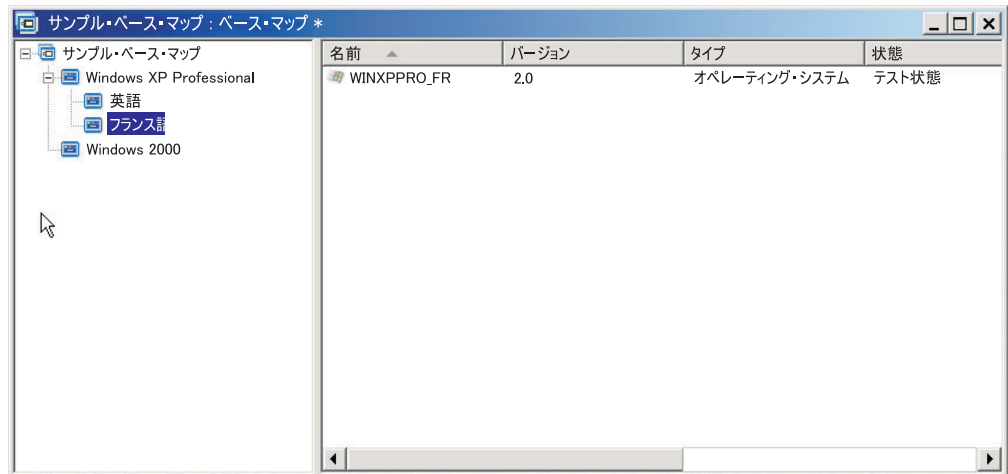 サンプル・ベース・マップ : ベース・マップ *
サンプル・ベース・マップ
Windows XP Professional
英語
フランス語
Windows 2000
名前 バージョン タイプ 状態
WINXPPRO_FR 2.0 オペレーティング・システム テスト状態